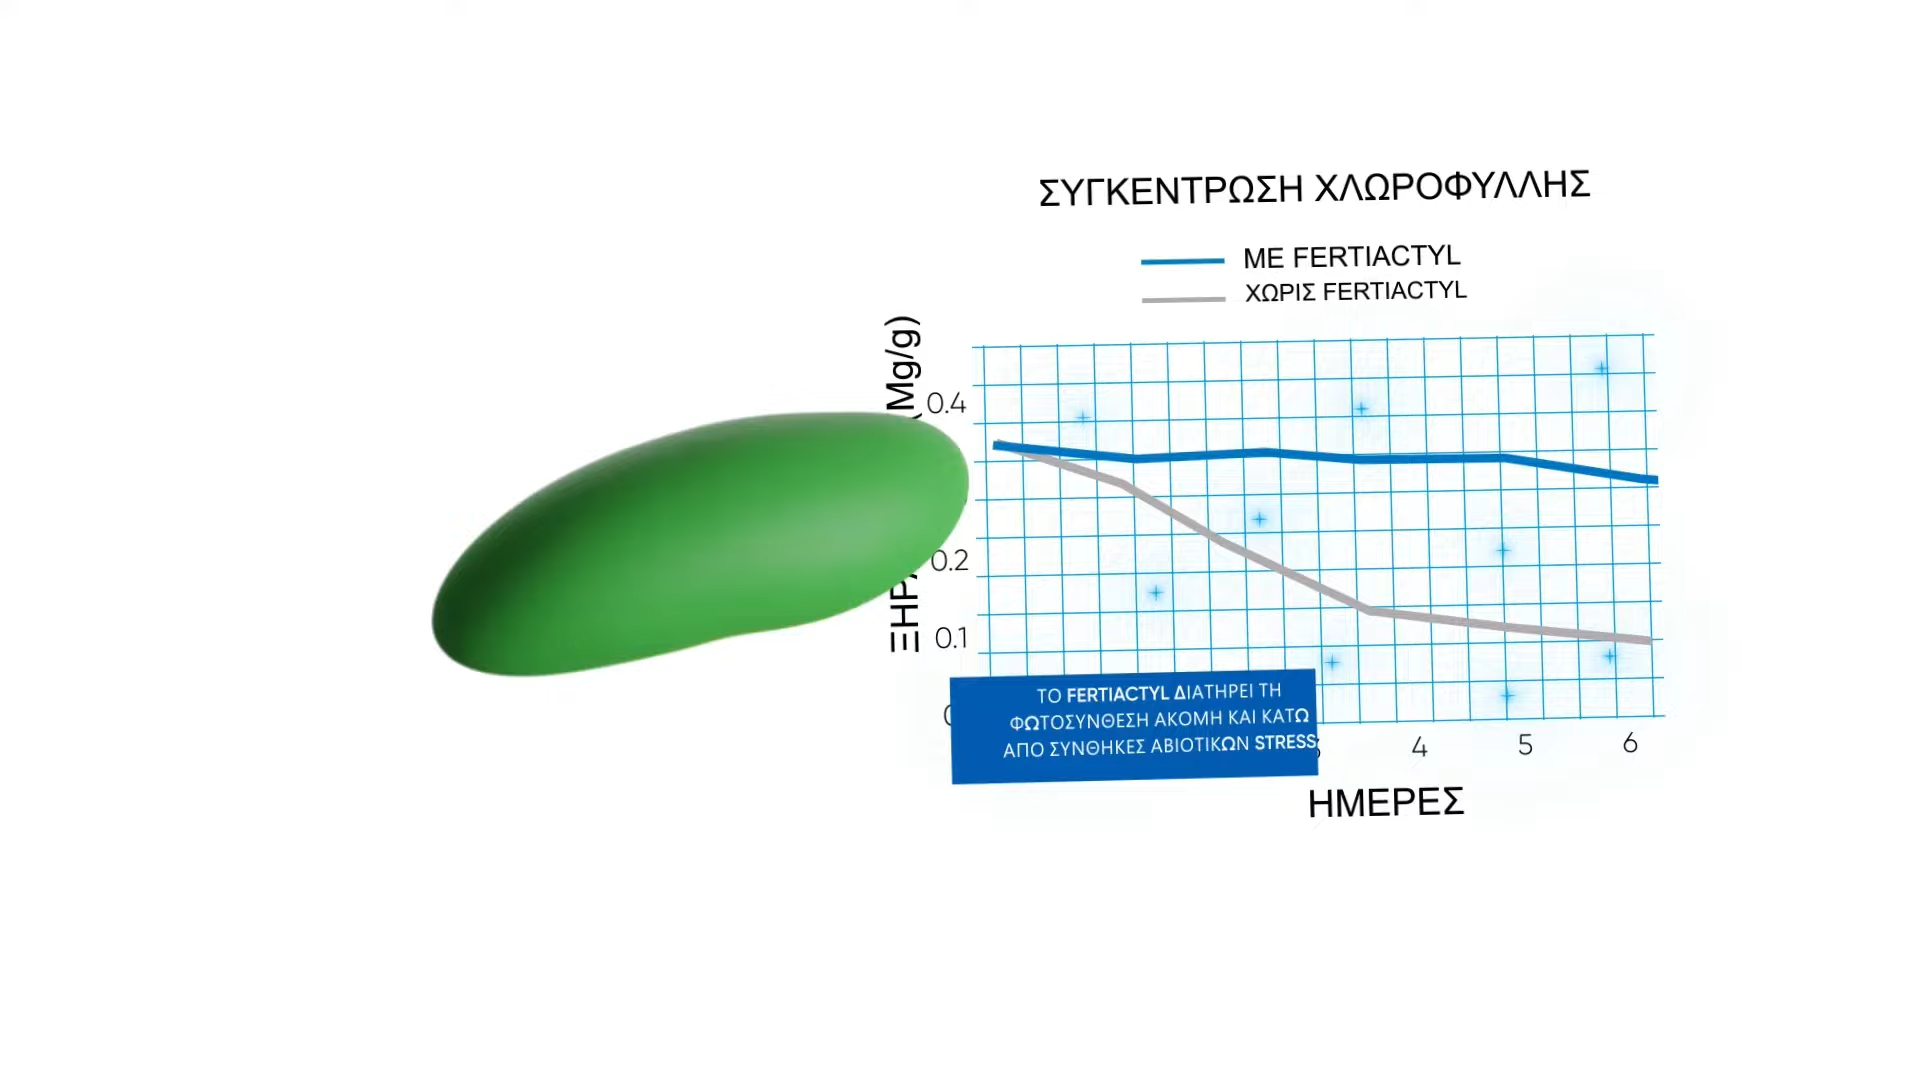 ΣΥΓΚΕΝΤΡΩΣΗ ΧΛΩΡΟΦΥΛΛΗΣ
ΜΕ FERTIACTYL
ΧΩΡΙΣ FERTIACTYL
(Mg/g)
0.4
0.2
0.1
ΤΟ FERTIACTYL ΔΙΑΤΗΡΕΙ ΤΗ
ΦΩΤΟΣΥΝΘΕΣΗ ΑΚΟΜΗ ΚΑΙ ΚΑΤΩ
ΑΠΟ ΣΥΝΘΗΚΕΣ ΑΒΙΟΤΙΚΩΝ STRESS
4 5 6
ΗΜΕΡΕΣ